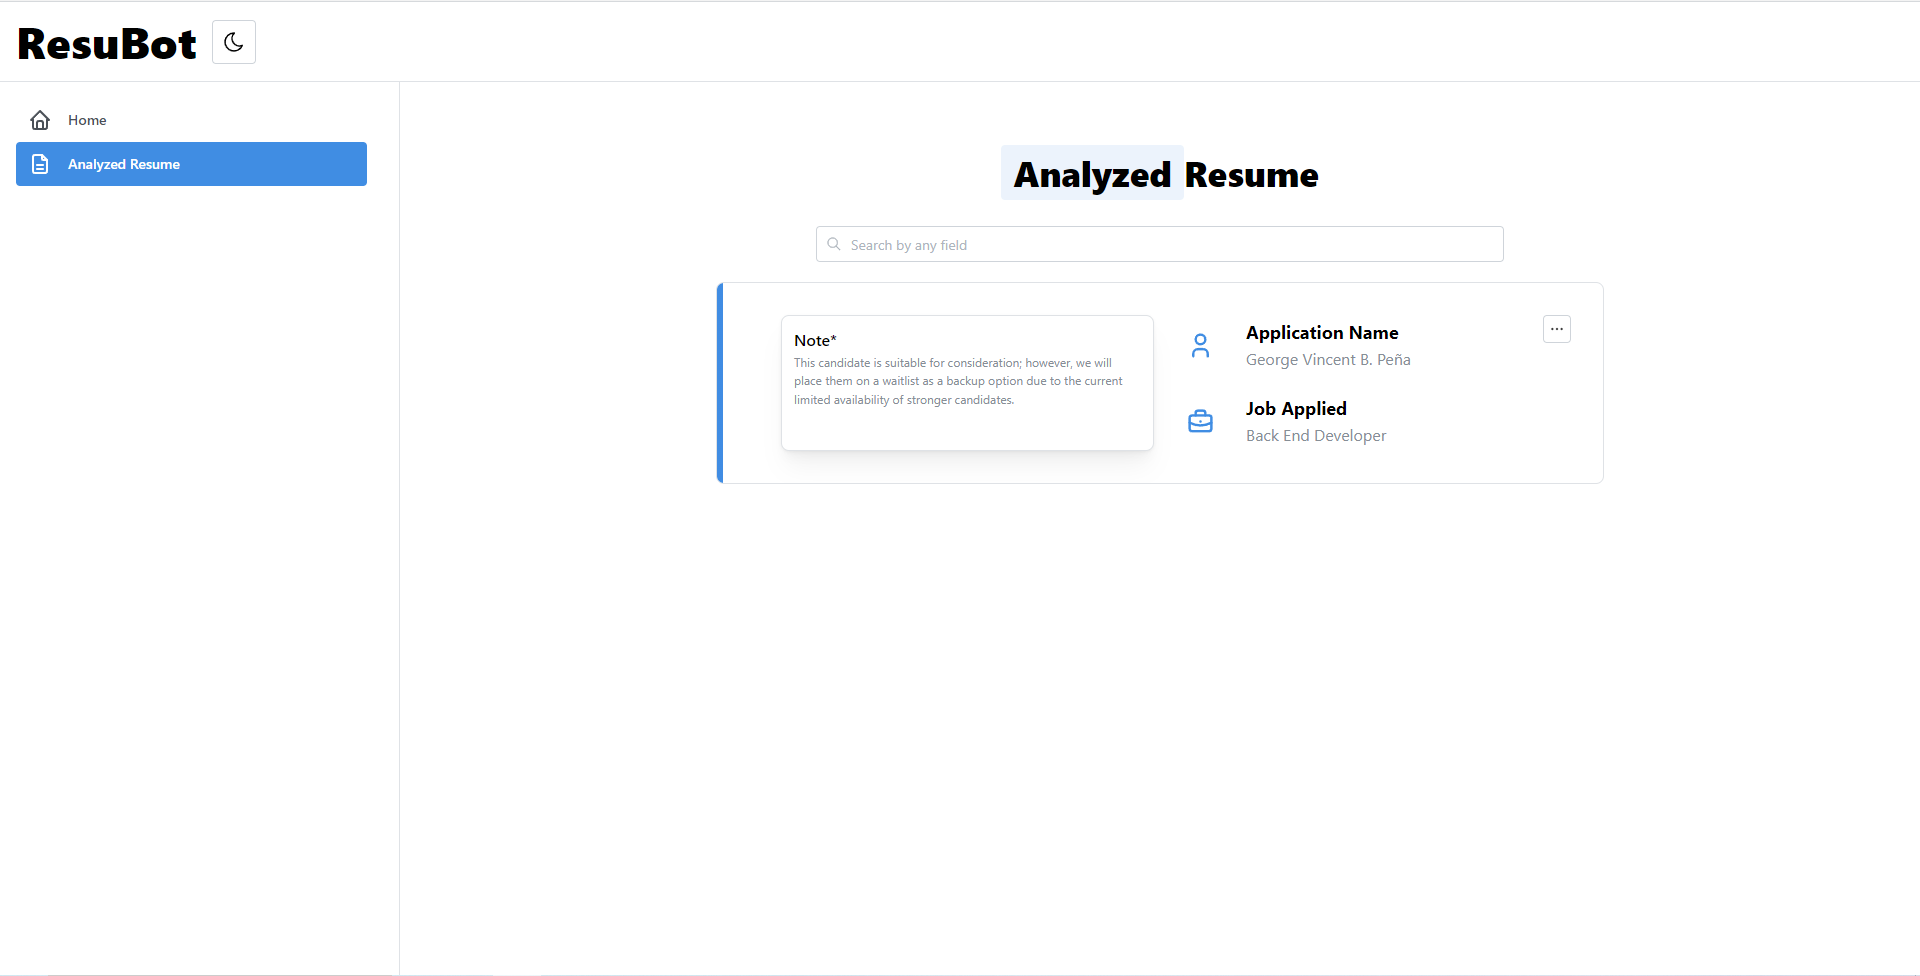 ResuBot
Home
Analyzed Resume
Analyzed Resume
Search by any field
Note*
This candidate is suitable for consideration; however, we will
place them on a waitlist as a backup option due to the current
limited availability of stronger candidates.
Application Name
George Vincent B. Peña
Job Applied
Back End Developer